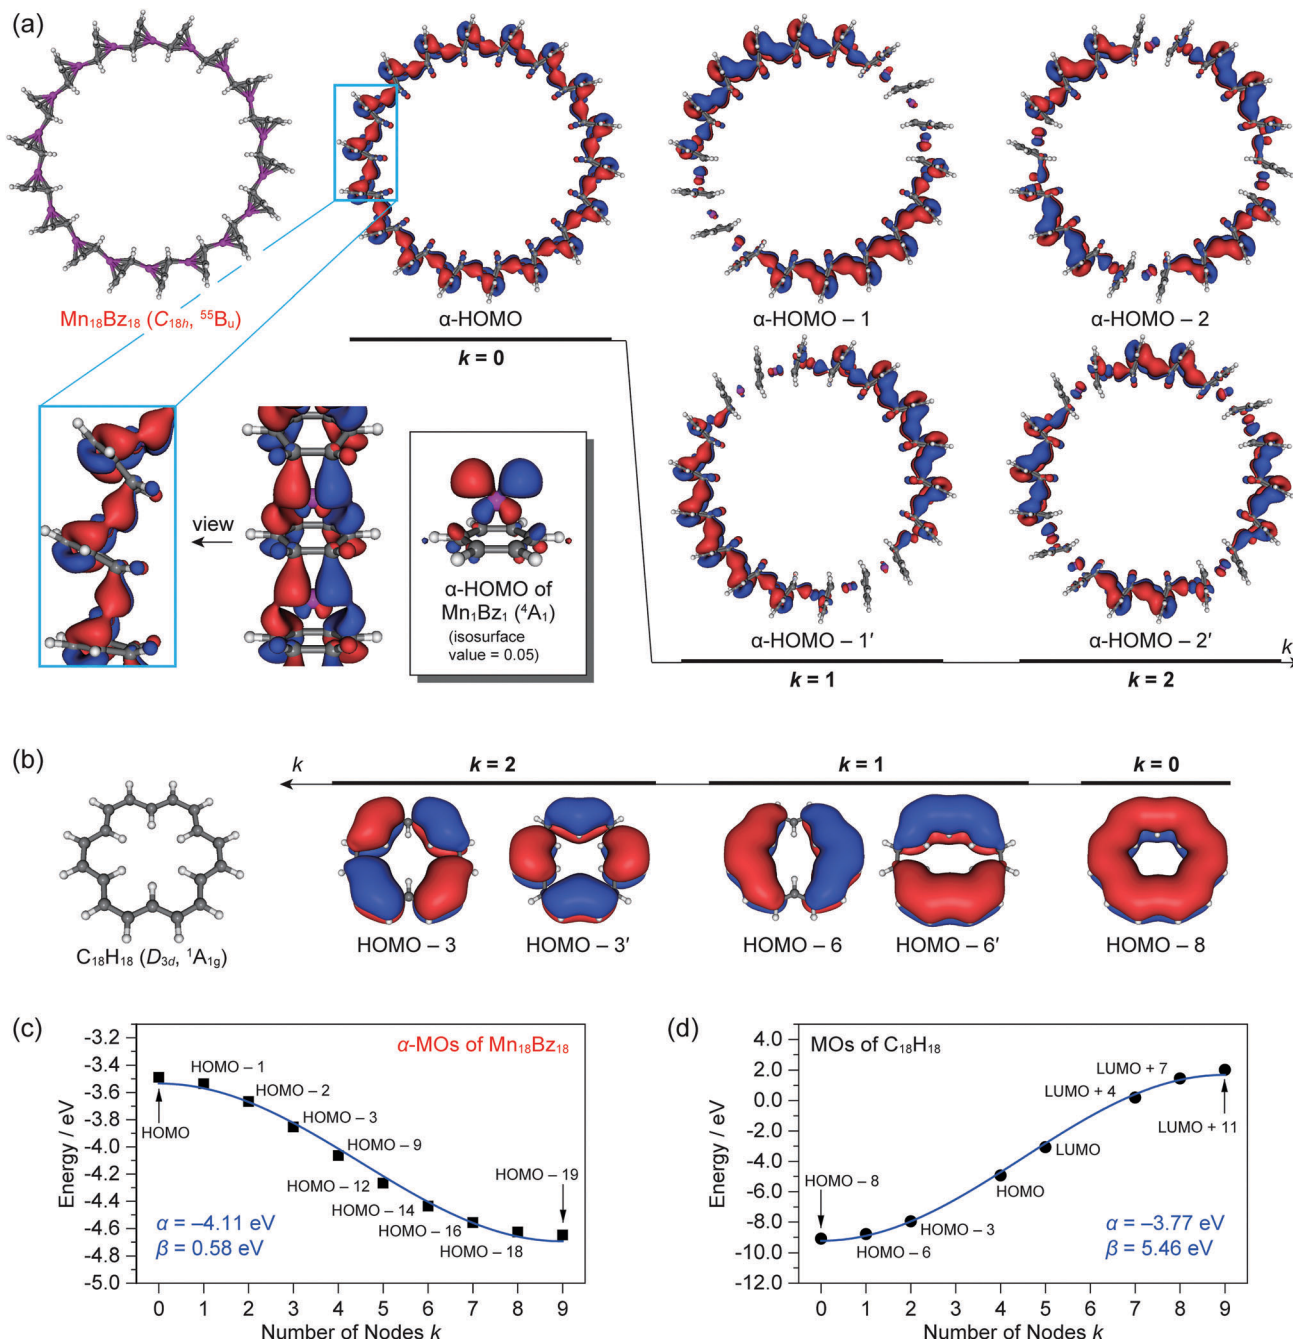 (a)
Mn18Bz18 (C18h, 55Bu)
α-HOMO
α-HOMO – 1
α-HOMO – 2
k = 0
view
α-HOMO of
Mn1Bz1 (4A1)
(isosurface
value = 0.05)
α-HOMO – 1′
α-HOMO – 2′
k
k = 1
k = 2
(b)
k
k = 2
k = 1
k = 0
C18H18 (D3d, 1A1g)
HOMO – 3
HOMO – 3′
HOMO – 6
HOMO – 6′
HOMO – 8
(c)
α-MOs of Mn18Bz18
Energy / eV
-3.2
-3.4
-3.6
-3.8
-4.0
-4.2
-4.4
-4.6
-4.8
-5.0
HOMO
HOMO – 1
HOMO – 2
HOMO – 3
HOMO – 9
HOMO – 12
HOMO – 14
HOMO – 16
HOMO – 18
HOMO – 19
α = –4.11 eV
β = 0.58 eV
0 1 2 3 4 5 6 7 8 9
Number of Nodes k
(d)
MOs of C18H18
Energy / eV
4.0
2.0
0.0
-2.0
-4.0
-6.0
-8.0
-10.0
-12.0
HOMO – 8
HOMO – 6
HOMO – 3
HOMO
LUMO
LUMO + 4
LUMO + 7
LUMO + 11
α = –3.77 eV
β = 5.46 eV
0 1 2 3 4 5 6 7 8 9
Number of Nodes k